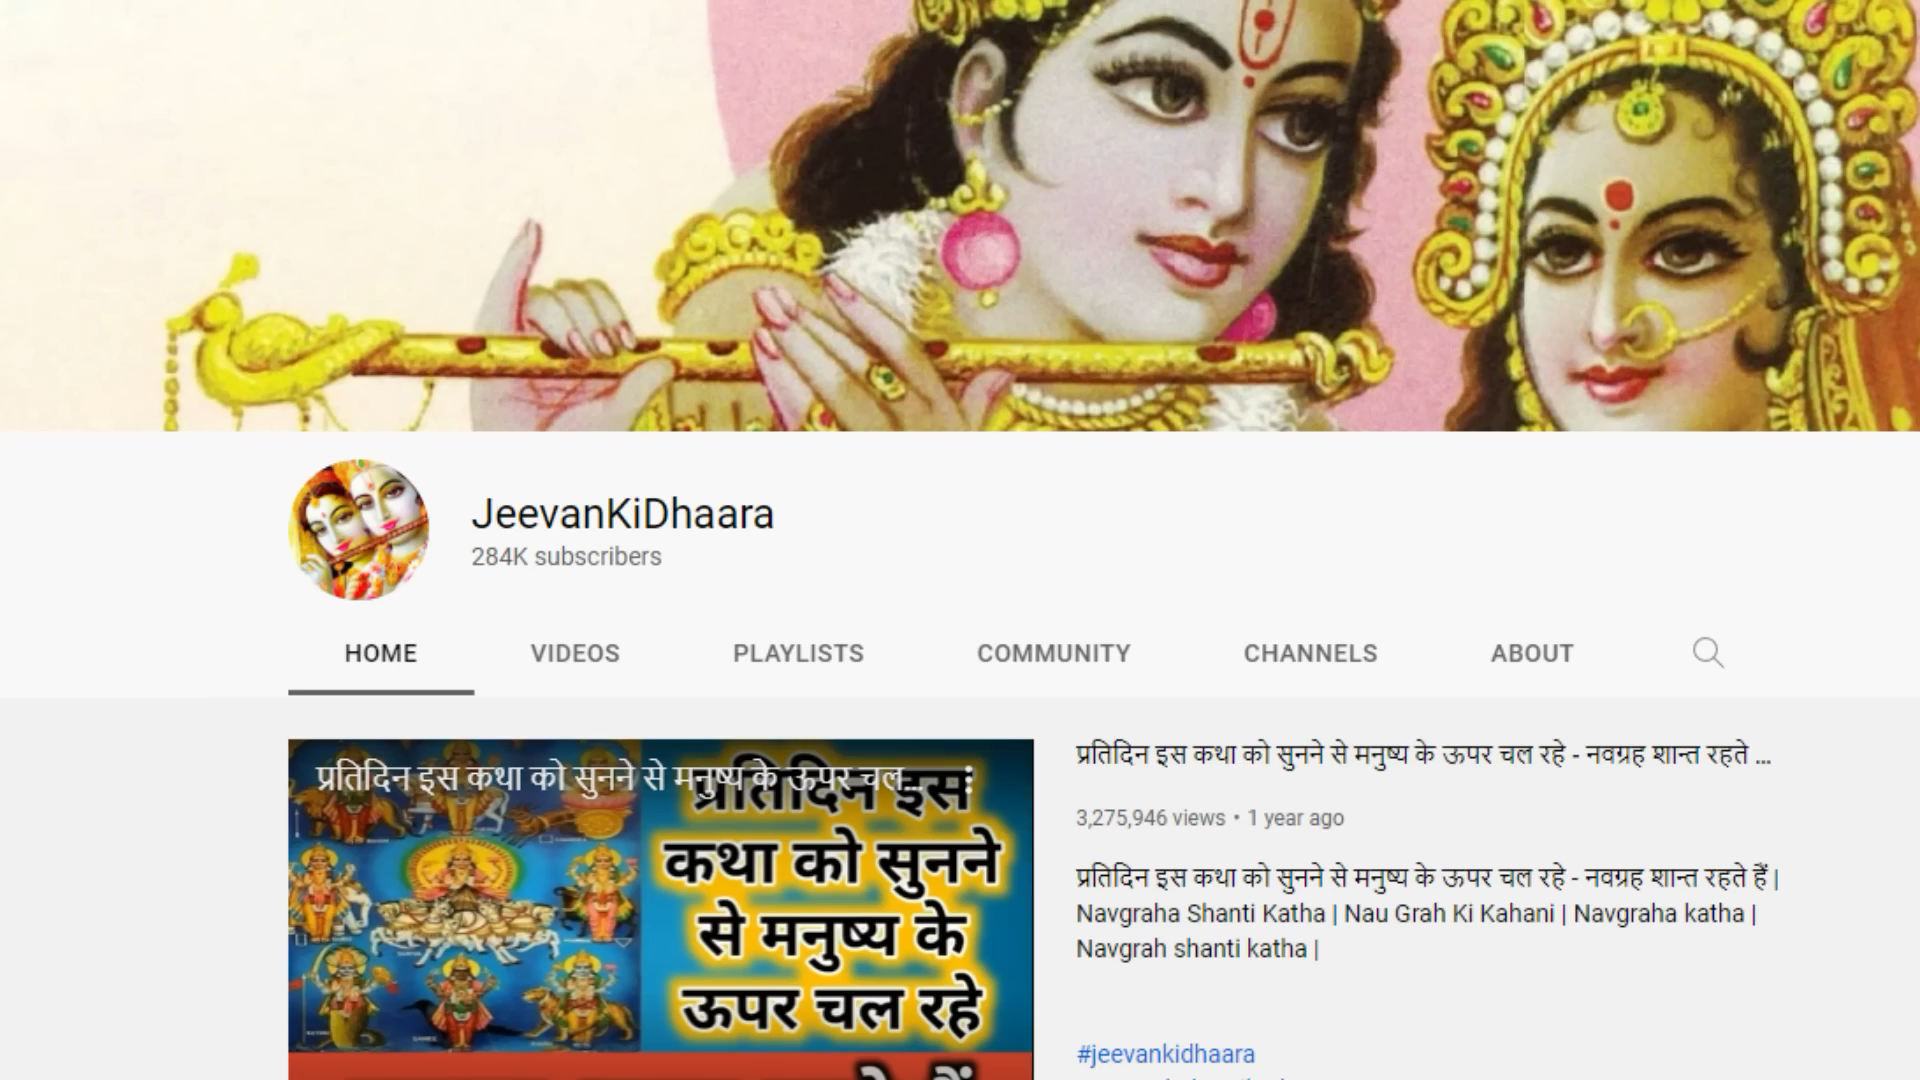 JeevanKiDhaara
284K subscribers
HOME VIDEOS PLAYLISTS COMMUNITY CHANNELS ABOUT
प्रतिदिन इस कथा को सुनने से मनुष्य के ऊपर चल...
प्रतिदिन इस
कथा को सुनने
से मनुष्य के
ऊपर चल रहे
प्रतिदिन इस कथा को सुनने से मनुष्य के ऊपर चल रहे - नवग्रह शान्त रहते ...
3,275,946 views • 1 year ago
प्रतिदिन इस कथा को सुनने से मनुष्य के ऊपर चल रहे - नवग्रह शान्त रहते हैं |
Navgraha Shanti Katha | Nau Grah Ki Kahani | Navgraha katha |
Navgrah shanti katha |
#jeevankidhaara